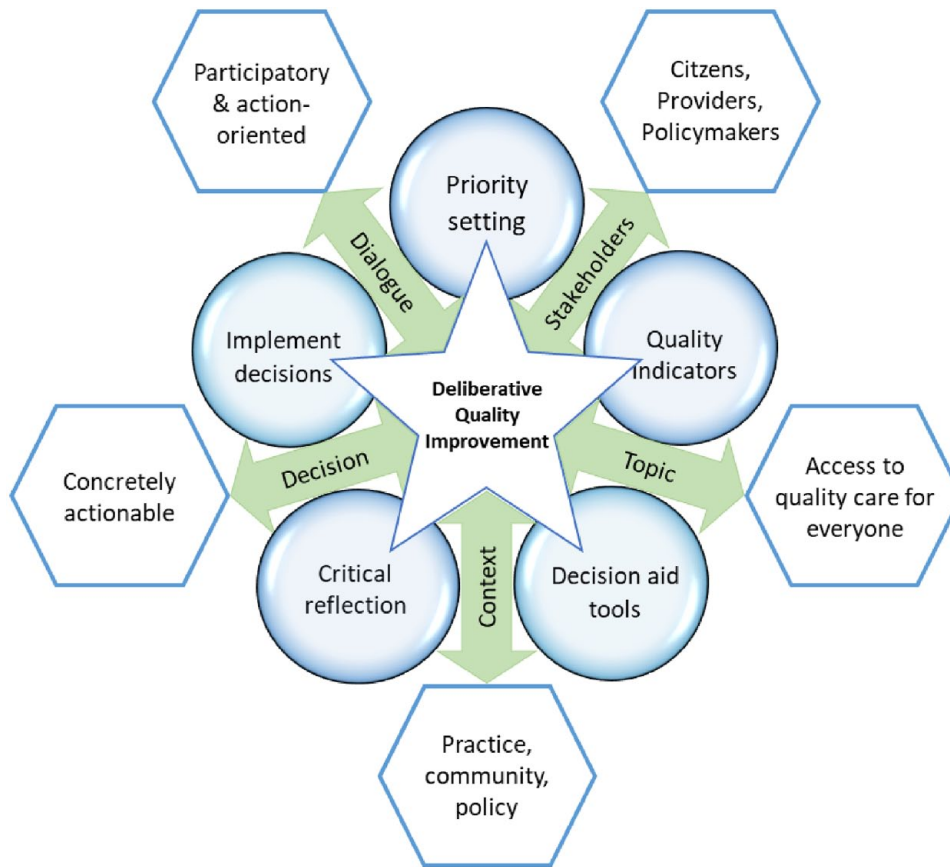 Participatory
& action-
oriented
Citzens,
Providers,
Policymakers
Priority
setting
Dialogue
Stakeholders
Implement
decisions
Quality
indicators
Deliberative
Quality
Improvement
Concretely
actionable
Decision
Topic
Access to
quality care for
everyone
Critical
reflection
Context
Decision aid
tools
Practice,
community,
policy